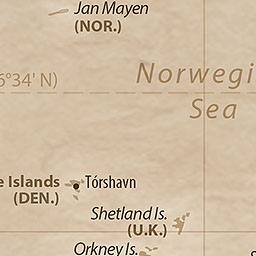 Jan Mayen
(NOR.)
6°34' N)
Norwegi
Sea
e Islands
(DEN.)
Tórshavn
Shetland Is.
(U.K.)
Orkney Is.
S